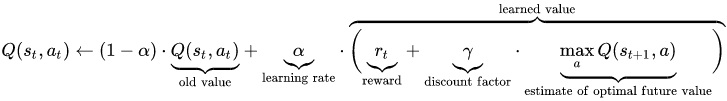 learned value
Q(s_t, a_t) ← (1 − α) · Q(s_t, a_t) + α · ( r_t + γ · max_a Q(s_{t+1}, a) )
old value learning rate reward discount factor estimate of optimal future value